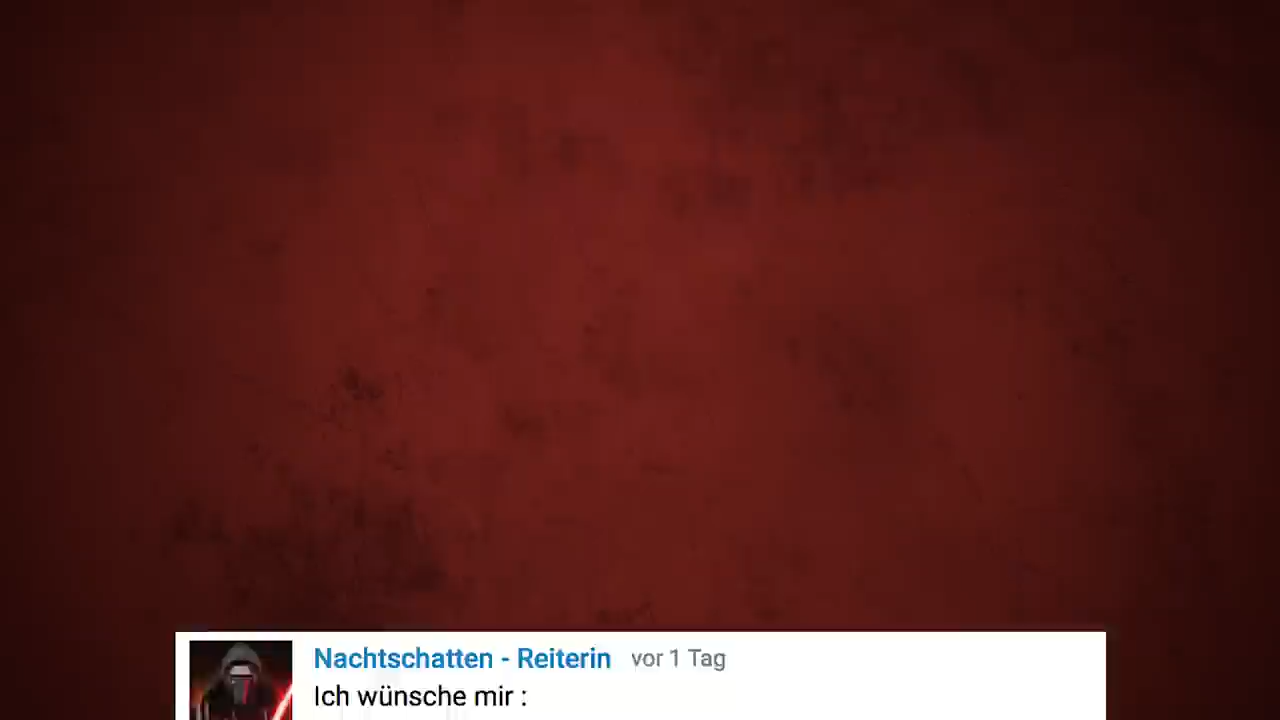 Nachtschatten - Reiterin vor 1 Tag
Ich wünsche mir :